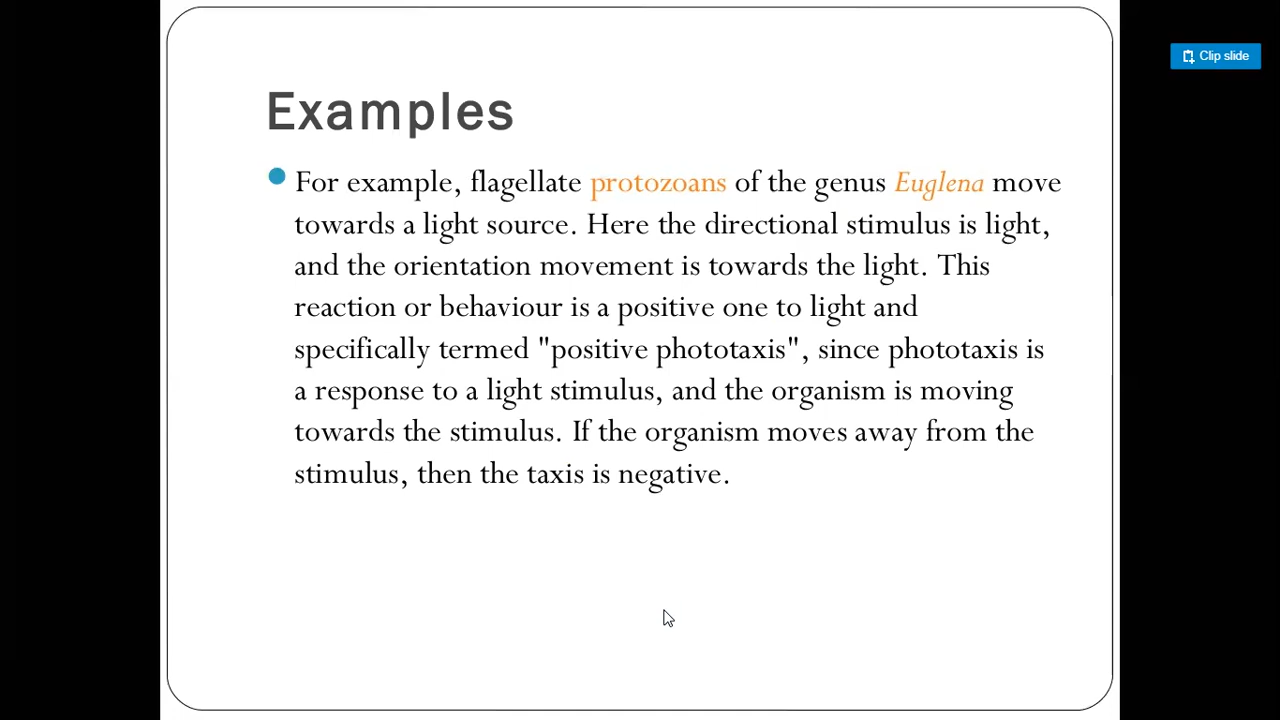 Clip slide
Examples
For example, flagellate protozoans of the genus Euglena move
towards a light source. Here the directional stimulus is light,
and the orientation movement is towards the light. This
reaction or behaviour is a positive one to light and
specifically termed "positive phototaxis", since phototaxis is
a response to a light stimulus, and the organism is moving
towards the stimulus. If the organism moves away from the
stimulus, then the taxis is negative.